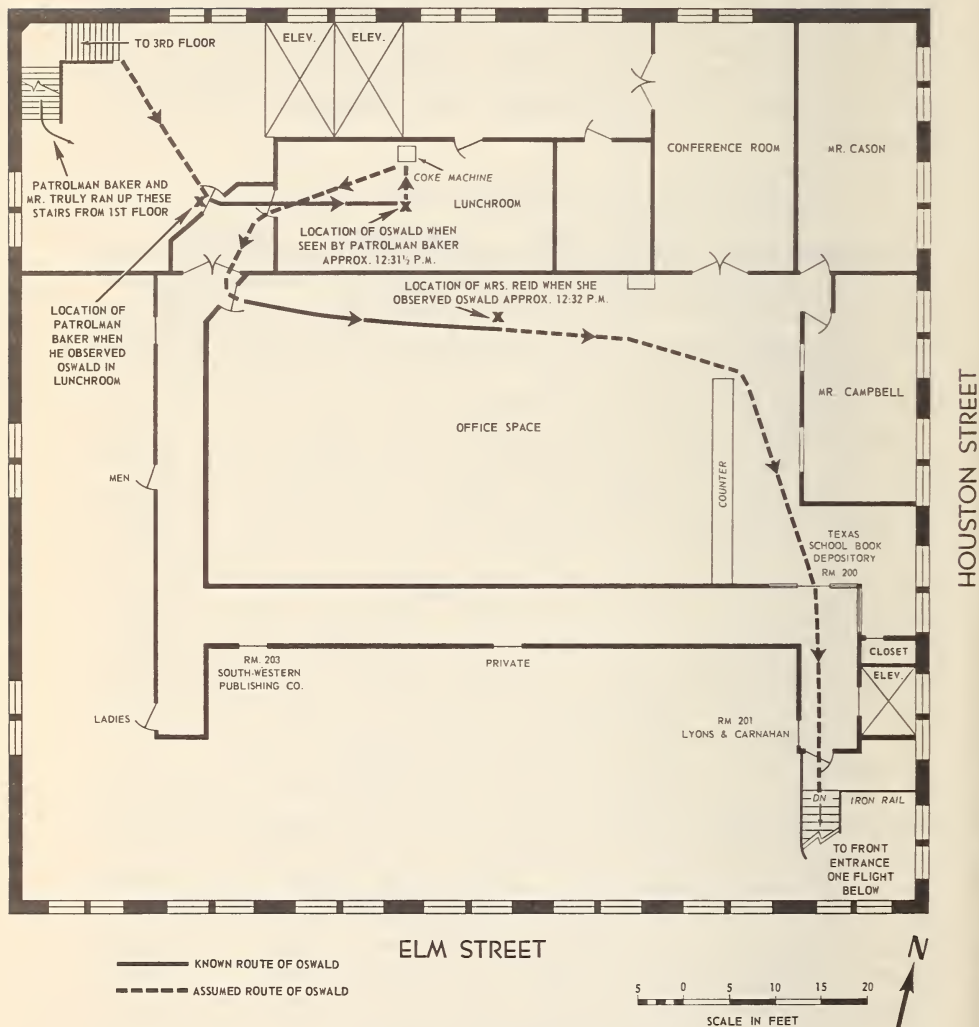 TO 3RD FLOOR
ELEV.
ELEV.
CONFERENCE ROOM
MR. CASON
COKE MACHINE
LUNCHROOM
PATROLMAN BAKER AND
MR. TRULY RAN UP THESE
STAIRS FROM 1ST FLOOR
LOCATION OF OSWALD WHEN
SEEN BY PATROLMAN BAKER
APPROX. 12:31½ P.M.
LOCATION OF MRS. REID WHEN SHE
OBSERVED OSWALD APPROX. 12:32 P.M.
LOCATION OF
PATROLMAN
BAKER WHEN
HE OBSERVED
OSWALD IN
LUNCHROOM
MR. CAMPBELL
OFFICE SPACE
HOUSTON STREET
MEN
COUNTER
TEXAS
SCHOOL BOOK
DEPOSITORY
RM 200
CLOSET
ELEV.
RM. 203
SOUTH-WESTERN
PUBLISHING CO.
PRIVATE
LADIES
RM 201
LYONS & CARNAHAN
DN
IRON RAIL
TO FRONT
ENTRANCE
ONE FLIGHT
BELOW
ELM STREET
N
KNOWN ROUTE OF OSWALD
ASSUMED ROUTE OF OSWALD
5 0 5 10 15 20
SCALE IN FEET